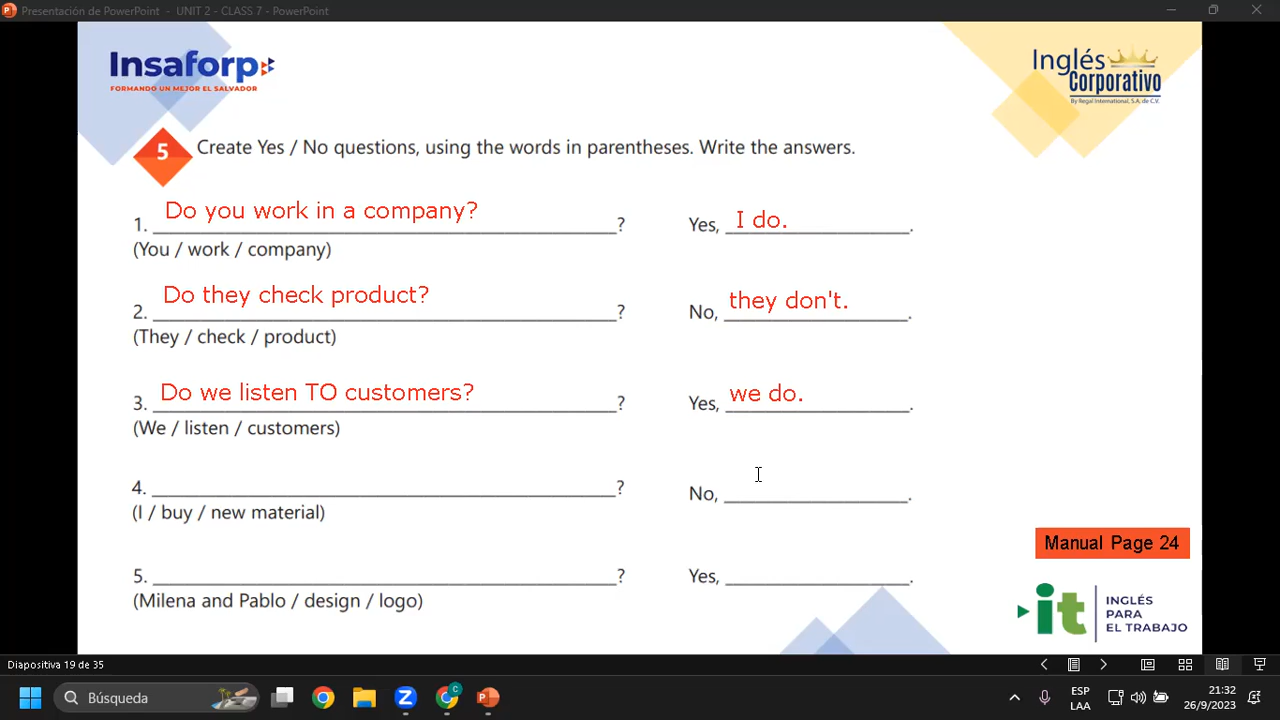 Presentación de PowerPoint - UNIT 2 - CLASS 7 - PowerPoint
Insaforp
FORMANDO UN MEJOR EL SALVADOR
Inglés
Corporativo
By Regal International, S.A. de C.V.
5 Create Yes / No questions, using the words in parentheses. Write the answers.
1. Do you work in a company? ? Yes, I do. .
(You / work / company)
2. Do they check product? ? No, they don't. .
(They / check / product)
3. Do we listen TO customers? ? Yes, we do. .
(We / listen / customers)
4. ? No, .
(I / buy / new material)
Manual Page 24
5. ? Yes, .
(Milena and Pablo / design / logo)
it INGLÉS
PARA
EL TRABAJO
Diapositiva 19 de 35
Búsqueda
ESP
LAA
21:32
26/9/2023